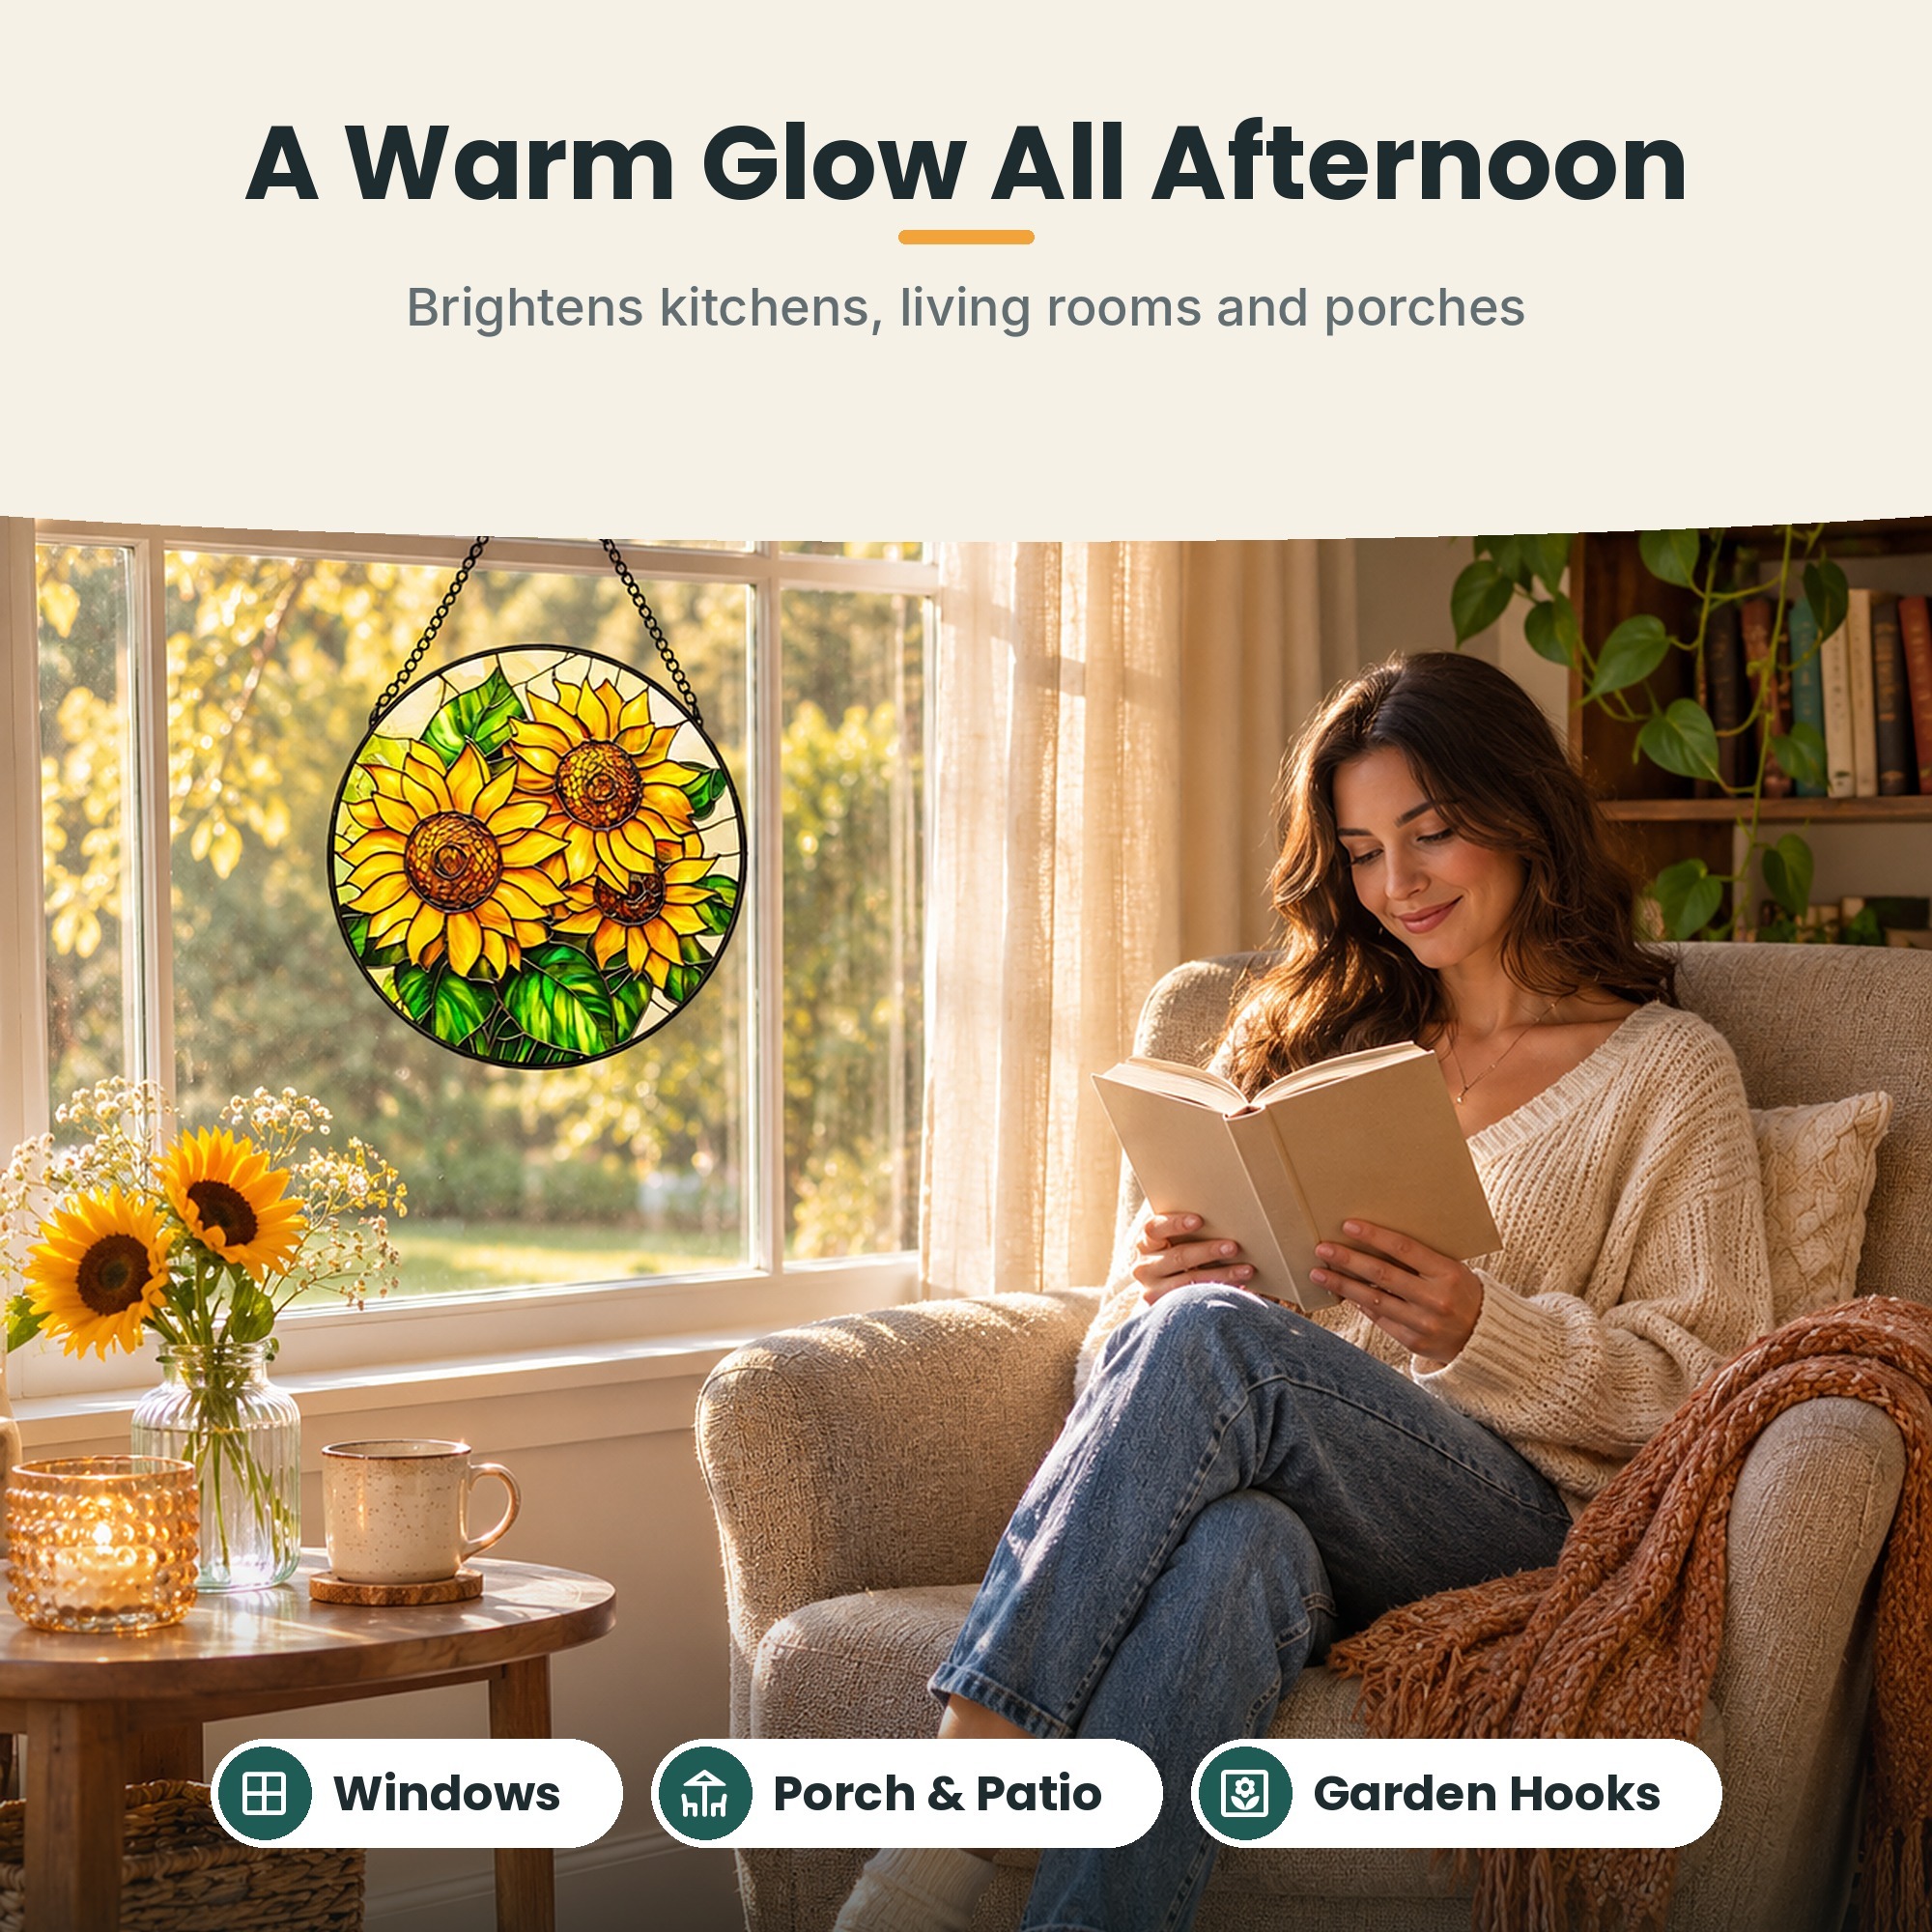 A Warm Glow All Afternoon
Brightens kitchens, living rooms and porches
Windows
Porch & Patio
Garden Hooks